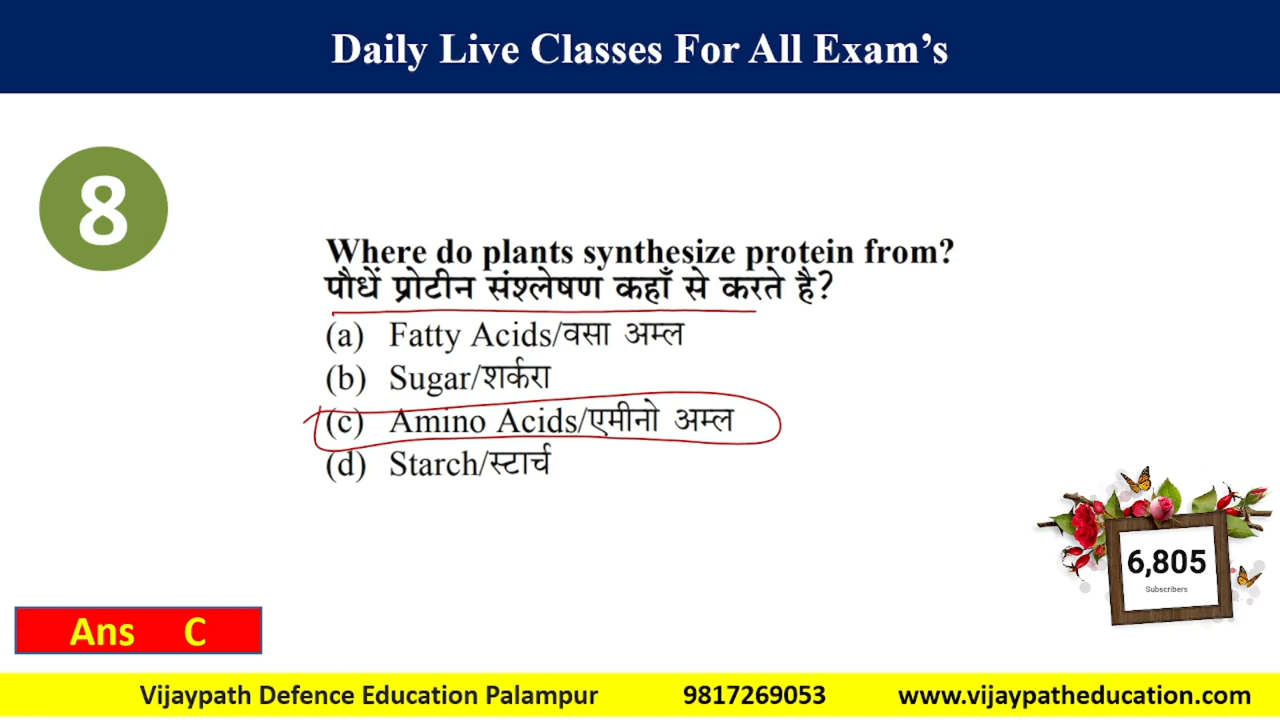 Daily Live Classes For All Exam's
8
Where do plants synthesize protein from?
पौधें प्रोटीन संश्लेषण कहाँ से करते है?
(a) Fatty Acids/वसा अम्ल
(b) Sugar/शर्करा
(c) Amino Acids/एमीनो अम्ल
(d) Starch/स्टार्च
6,805
Subscribers
Ans C
Vijaypath Defence Education Palampur 9817269053 www.vijaypatheducation.com